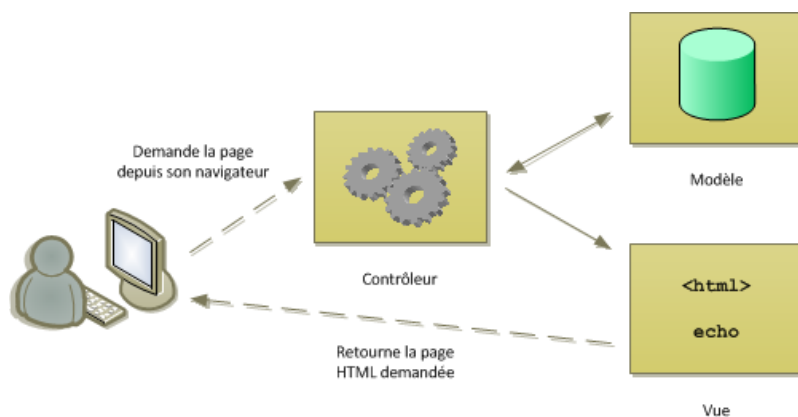 Demande la page
depuis son navigateur
Contrôleur
Modèle
<html>
echo
Vue
Retourne la page
HTML demandée